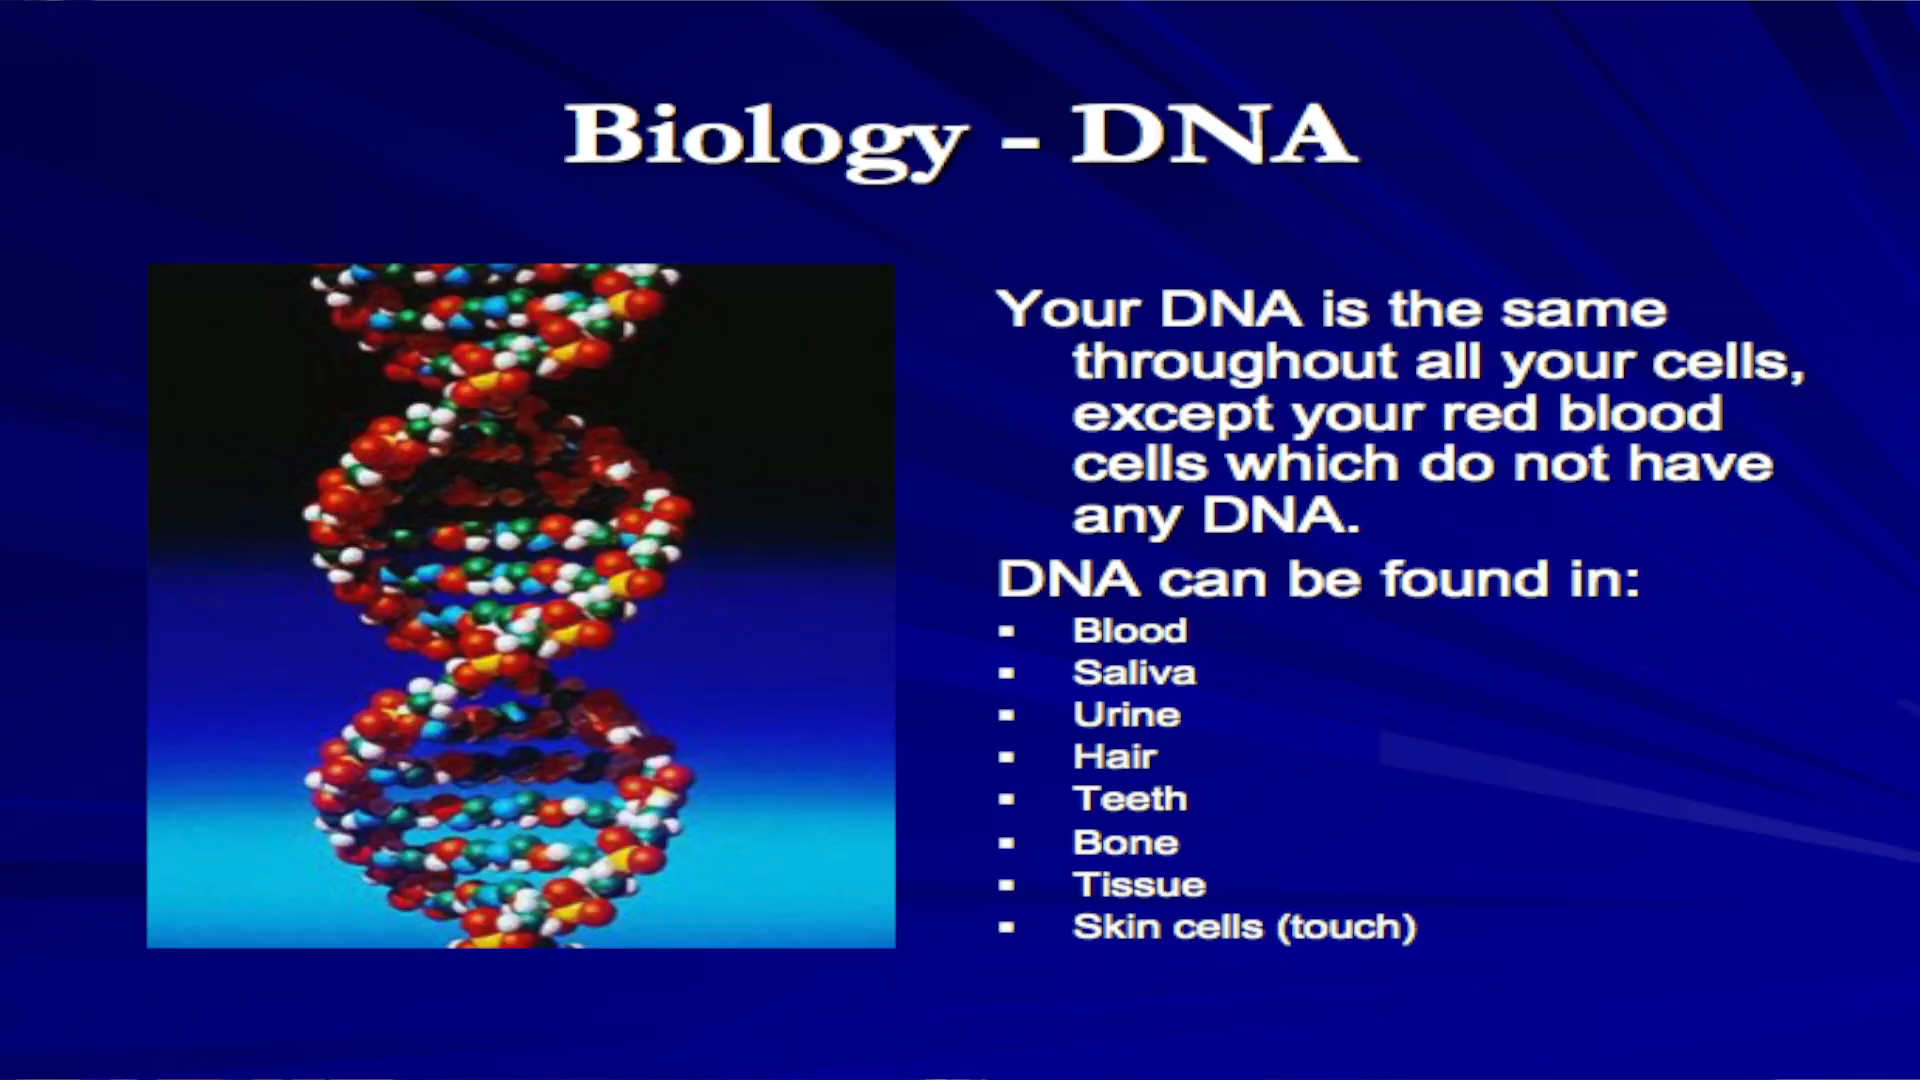 Biology - DNA
Your DNA is the same
throughout all your cells,
except your red blood
cells which do not have
any DNA.
DNA can be found in:
▪ Blood
▪ Saliva
▪ Urine
▪ Hair
▪ Teeth
▪ Bone
▪ Tissue
▪ Skin cells (touch)